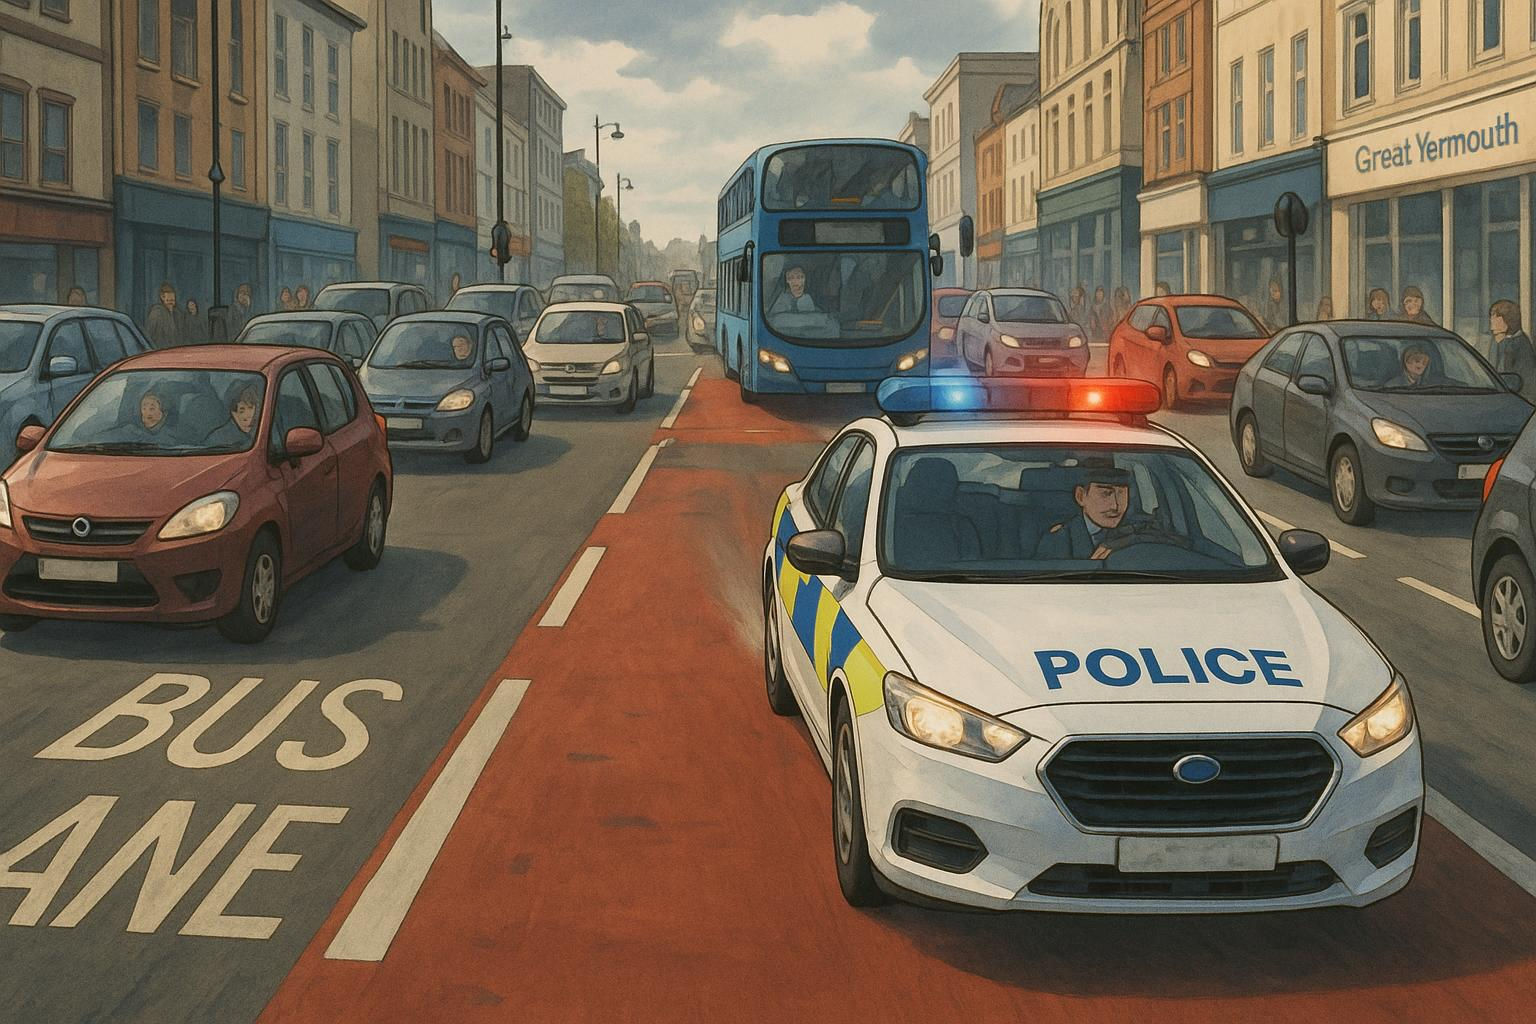 Great Yermouth
POLICE
BUS
ANE